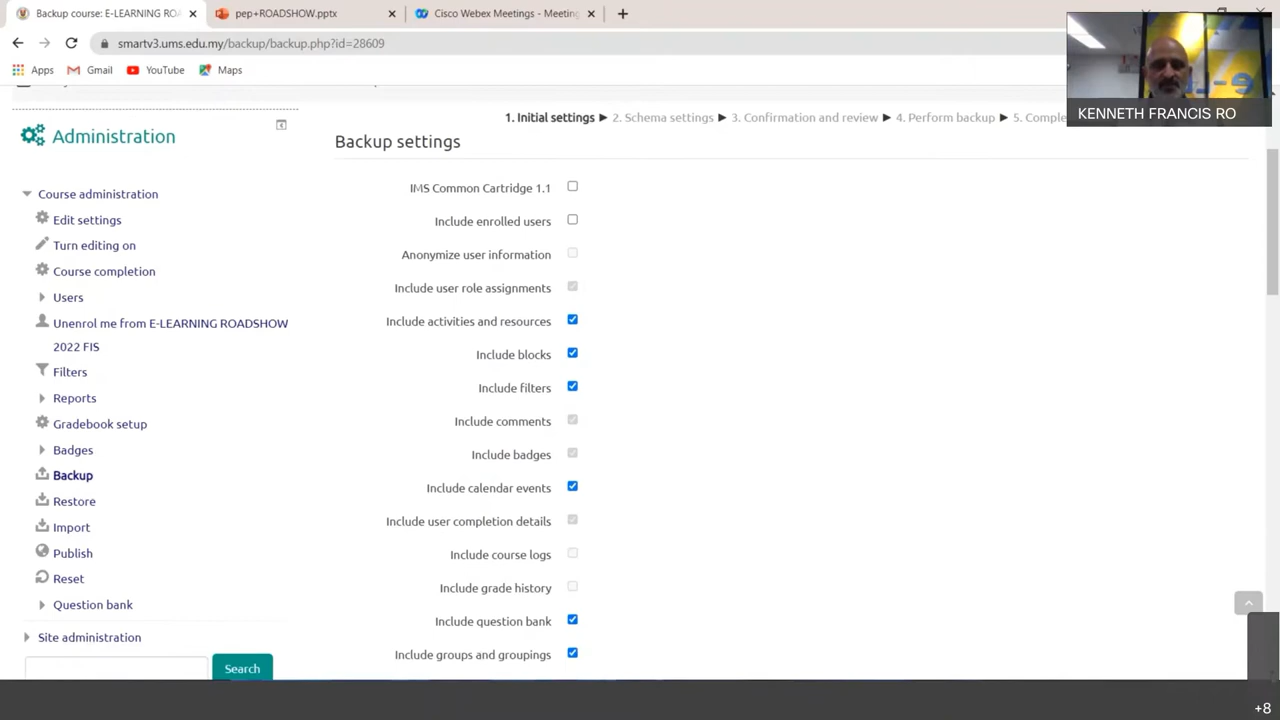 Backup course: E-LEARNING RO
pep+ROADSHOW.pptx
Cisco Webex Meetings - Meeting
smartv3.ums.edu.my/backup/backup.php?id=28609
Apps
Gmail
YouTube
Maps
KENNETH FRANCIS RO
Administration
Course administration
Edit settings
Turn editing on
Course completion
Users
Unenrol me from E-LEARNING ROADSHOW
2022 FIS
Filters
Reports
Gradebook setup
Badges
Backup
Restore
Import
Publish
Reset
Question bank
Site administration
Search
1. Initial settings ► 2. Schema settings ► 3. Confirmation and review ► 4. Perform backup ► 5. Comple
Backup settings
IMS Common Cartridge 1.1
Include enrolled users
Anonymize user information
Include user role assignments
Include activities and resources
Include blocks
Include filters
Include comments
Include badges
Include calendar events
Include user completion details
Include course logs
Include grade history
Include question bank
Include groups and groupings
+8